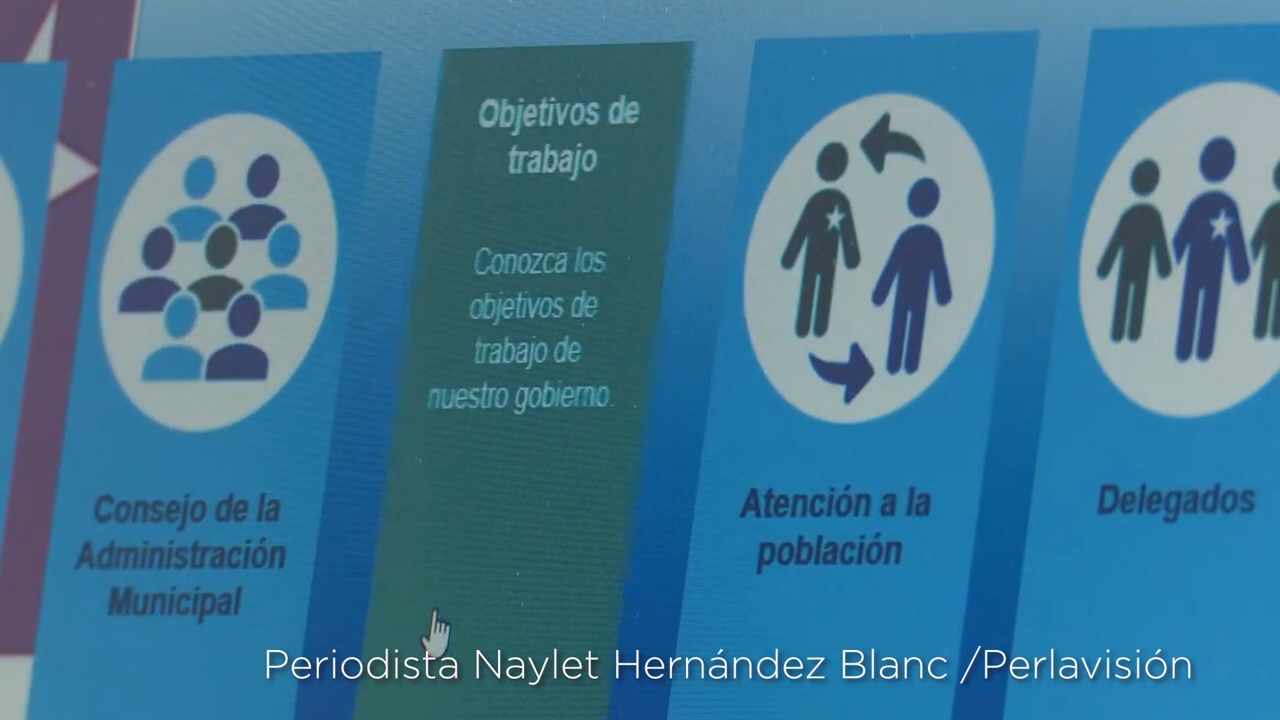 Objetivos de
trabajo
Conozca los
objetivos de
trabajo de
nuestro gobierno.
Consejo de la
Administración
Municipal
Atención a la
población
Delegados
Periodista Naylet Hernández Blanc /Perlavisión